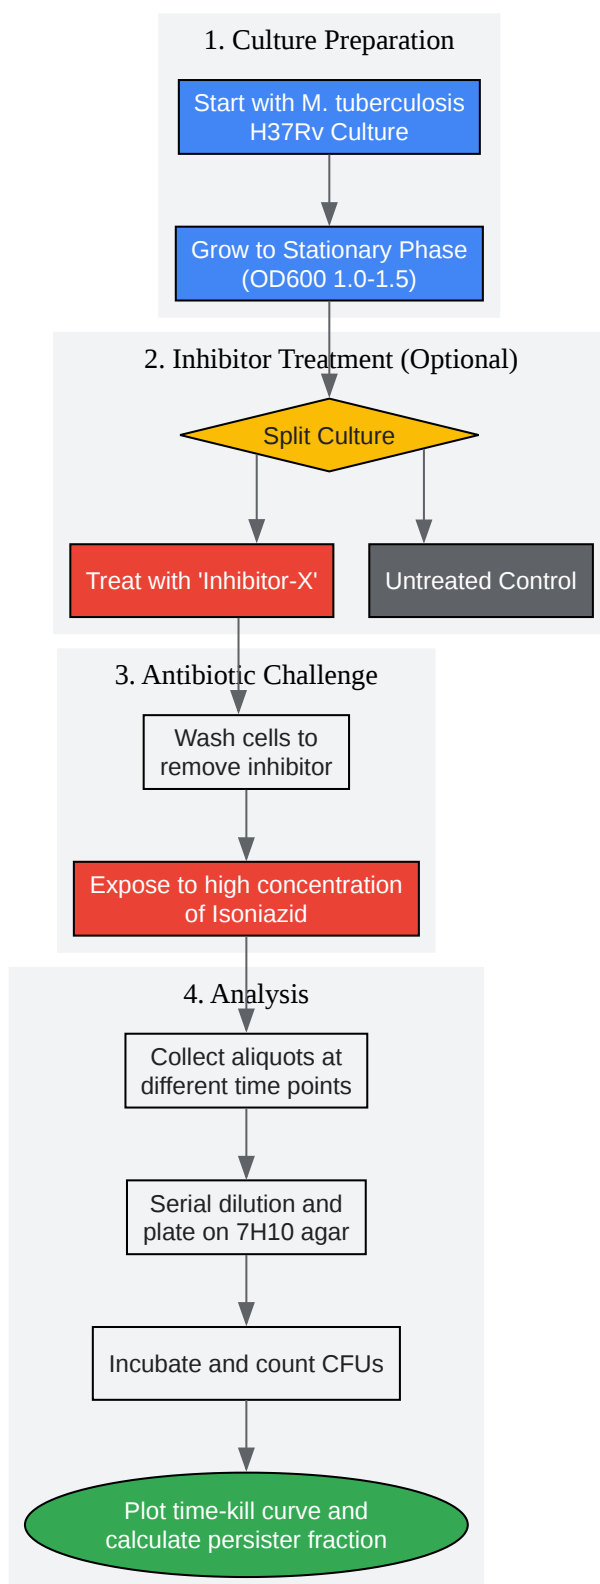 1. Culture Preparation
Start with M. tuberculosis
H37Rv Culture
Grow to Stationary Phase
(OD600 1.0-1.5)
2. Inhibitor Treatment (Optional)
Split Culture
Treat with 'Inhibitor-X'
Untreated Control
3. Antibiotic Challenge
Wash cells to
remove inhibitor
Expose to high concentration
of Isoniazid
4. Analysis
Collect aliquots at
different time points
Serial dilution and
plate on 7H10 agar
Incubate and count CFUs
Plot time-kill curve and
calculate persister fraction